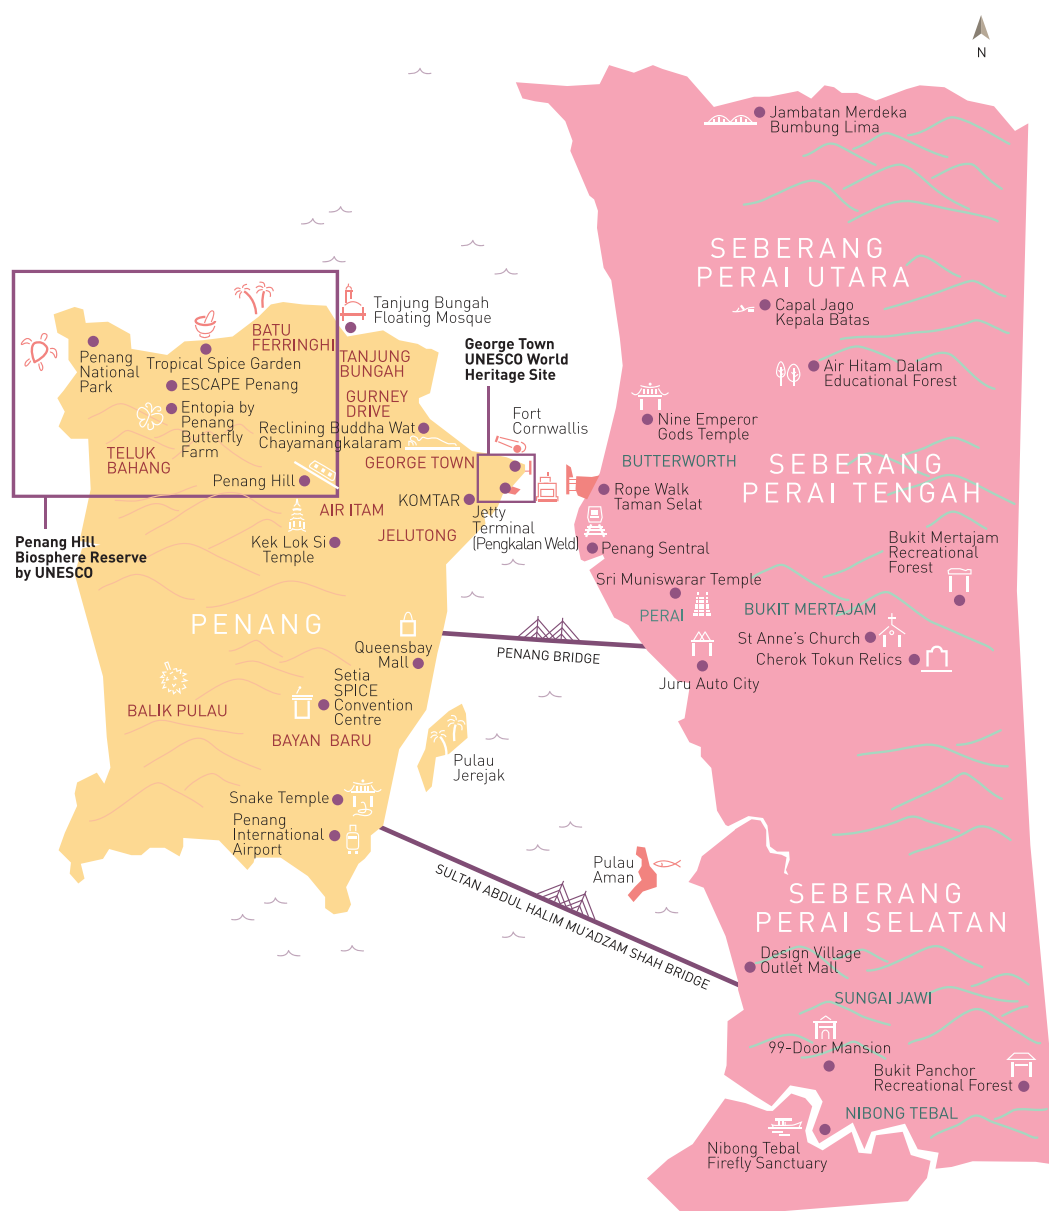 N
Jambatan Merdeka
Bumbung Lima
SEBERANG
PERAI UTARA
Capal Jago
Kepala Batas
Air Hitam Dalam
Educational Forest
Tanjung Bungah
Floating Mosque
BATU
FERRINGHI
TANJUNG
BUNGAH
Penang
National
Park
Tropical Spice Garden
ESCAPE Penang
Entopia by
Penang
Butterfly
Farm
TELUK
BAHANG
GURNEY
DRIVE
Reclining Buddha Wat
Chayamangkalaram
GEORGE TOWN
George Town
UNESCO World
Heritage Site
Fort
Cornwallis
Nine Emperor
Gods Temple
BUTTERWORTH
SEBERANG
PERAI TENGAH
Penang Hill
KOMTAR
AIR ITAM
JELUTONG
Jetty
Terminal
(Pengkalan Weld)
Rope Walk
Taman Selat
Penang Sentral
Penang Hill
Biosphere Reserve
by UNESCO
Kek Lok Si
Temple
Bukit Mertajam
Recreational
Forest
Sri Muniswarar Temple
PERAI
BUKIT MERTAJAM
St Anne's Church
Cherok Tokun Relics
Juru Auto City
PENANG
PENANG BRIDGE
Queensbay
Mall
Setia
SPICE
Convention
Centre
BALIK PULAU
BAYAN BARU
Pulau
Jerejak
Snake Temple
Penang
International
Airport
Pulau
Aman
SULTAN ABDUL HALIM MU'ADZAM SHAH BRIDGE
SEBERANG
PERAI SELATAN
Design Village
Outlet Mall
SUNGAI JAWI
99-Door Mansion
Bukit Panchor
Recreational Forest
NIBONG TEBAL
Nibong Tebal
Firefly Sanctuary